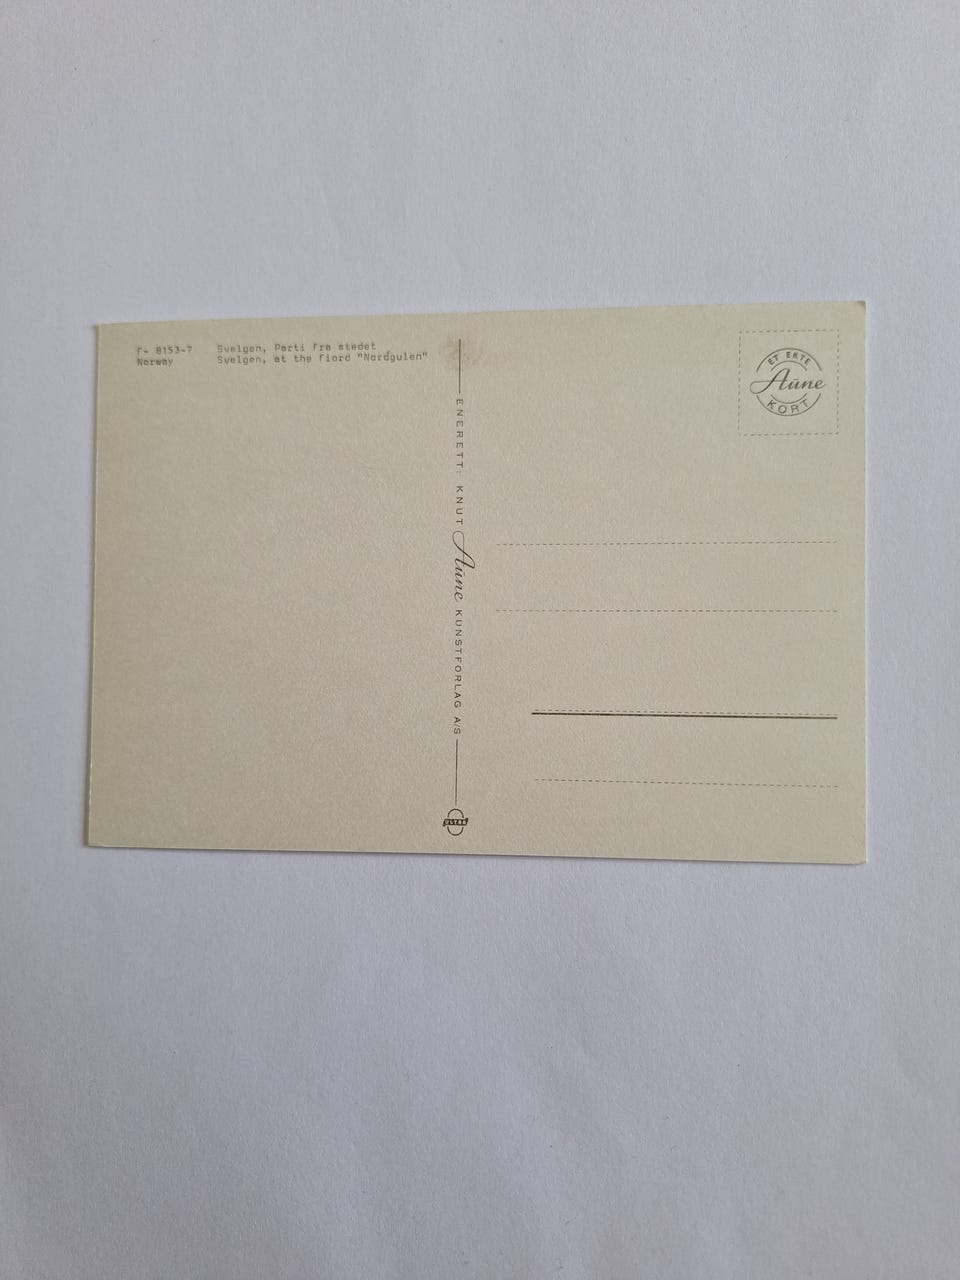 F- 8153-7 Svelgen, Parti fra stedet
Norway Svelgen, at the fiord "Nordgulen"
ENERETT: KNUT Aune KUNSTFORLAG A/S
ULTRA
ET EKTE
Aune
KORT